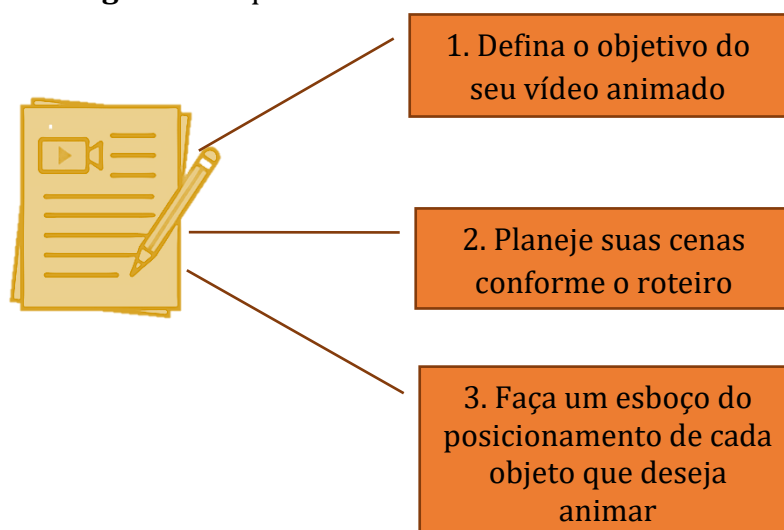 1. Defina o objetivo do
seu vídeo animado
2. Planeje suas cenas
conforme o roteiro
3. Faça um esboço do
posicionamento de cada
objeto que deseja
animar